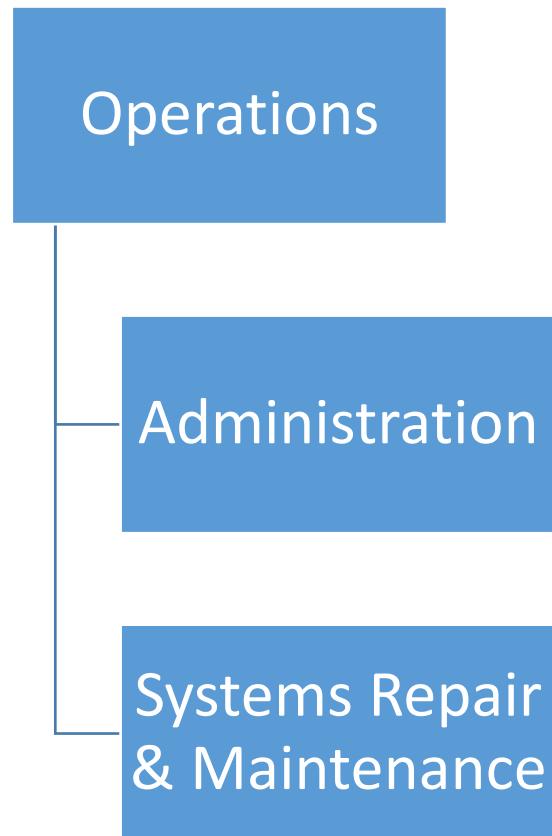 Operations
Administration
Systems Repair
& Maintenance